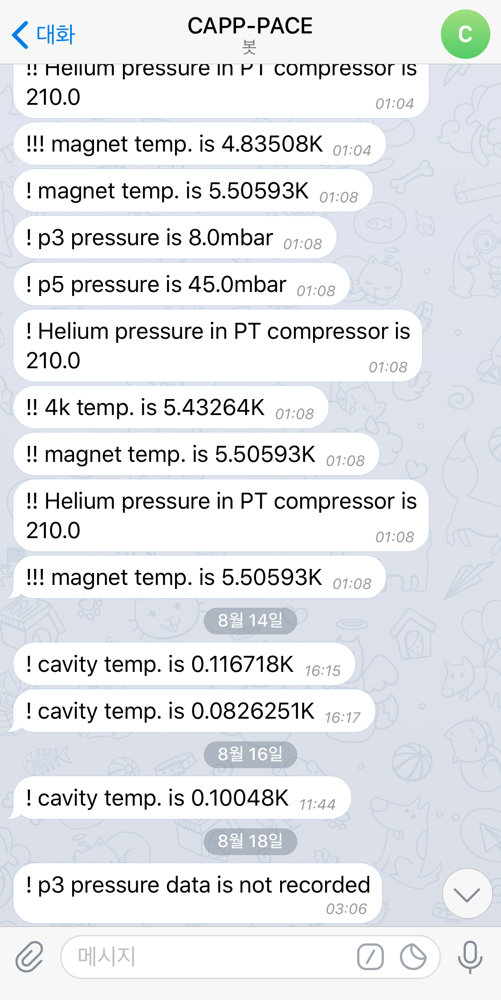 대화
CAPP-PACE
봇
C
!! Helium pressure in PT compressor is
210.0
01:04
!!! magnet temp. is 4.83508K 01:04
! magnet temp. is 5.50593K 01:08
! p3 pressure is 8.0mbar 01:08
! p5 pressure is 45.0mbar 01:08
! Helium pressure in PT compressor is
210.0
01:08
!! 4k temp. is 5.43264K 01:08
!! magnet temp. is 5.50593K 01:08
!! Helium pressure in PT compressor is
210.0
01:08
!!! magnet temp. is 5.50593K 01:08
8월 14일
! cavity temp. is 0.116718K 16:15
! cavity temp. is 0.0826251K 16:17
8월 16일
! cavity temp. is 0.10048K 11:44
8월 18일
! p3 pressure data is not recorded
03:06
메시지